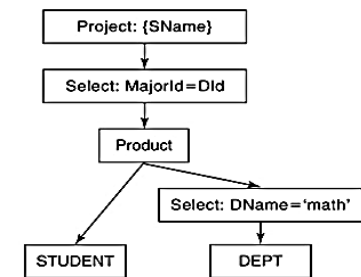 Project: {SName}
Select: MajorId=DId
Product
Select: DName=‘math’
STUDENT
DEPT